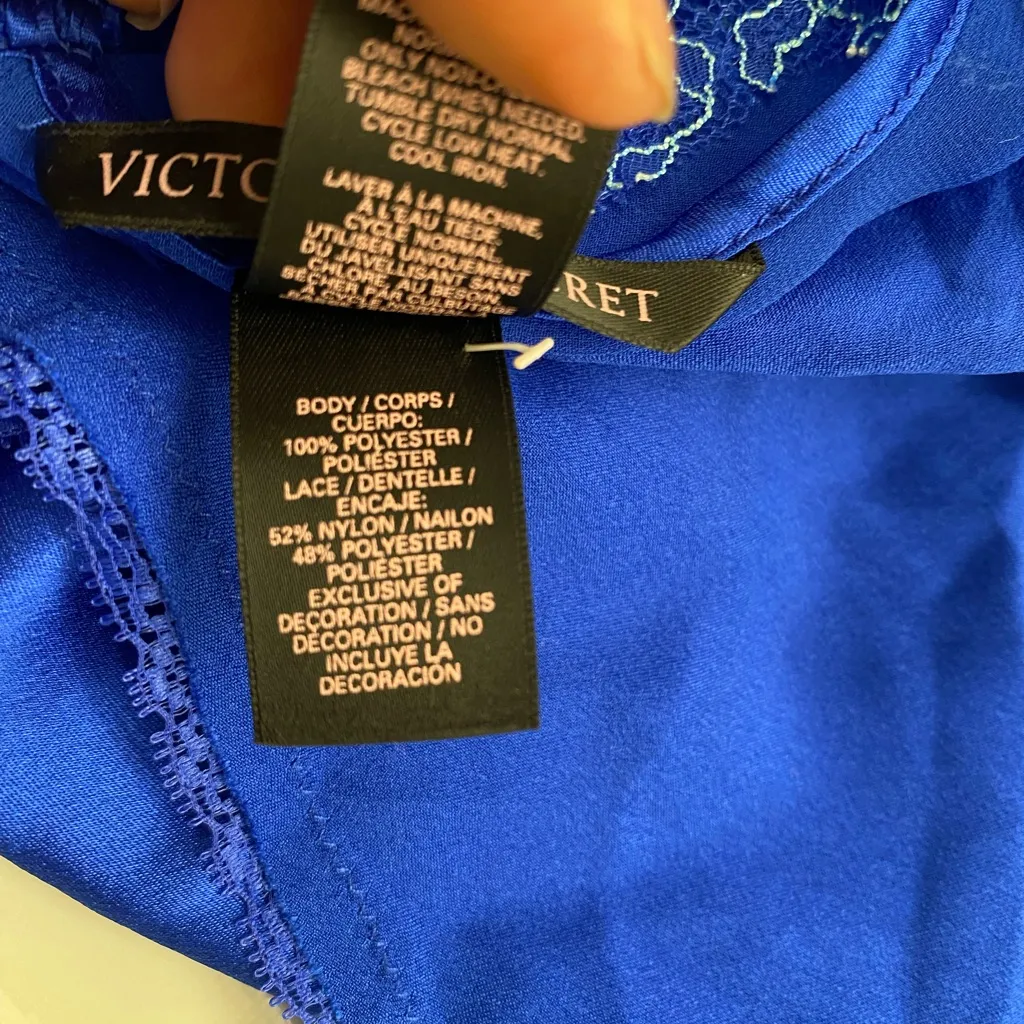 VICTO
RET
ONLY NON-
BLEACH WHEN NEEDED.
TUMBLE DRY NORMAL
CYCLE LOW HEAT.
COOL IRON.
LAVER À LA MACHINE,
À L'EAU TIÈDE.
CYCLE NORMAL.
UTILISER UNIQUEMENT
DU JAVELLISANT SANS
CHLORE, AU BESOIN.
PAR CULBUTAGE
BODY / CORPS /
CUERPO:
100% POLYESTER /
POLIÉSTER
LACE / DENTELLE /
ENCAJE:
52% NYLON / NAILON
48% POLYESTER /
POLIÉSTER
EXCLUSIVE OF
DECORATION / SANS
DÉCORATION / NO
INCLUYE LA
DECORACIÓN